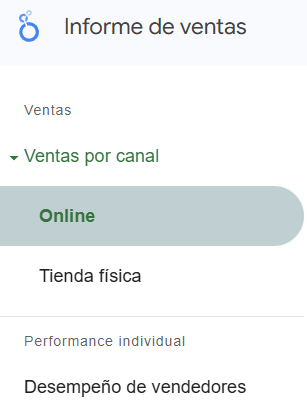 Informe de ventas
Ventas
Ventas por canal
Online
Tienda física
Performance individual
Desempeño de vendedores